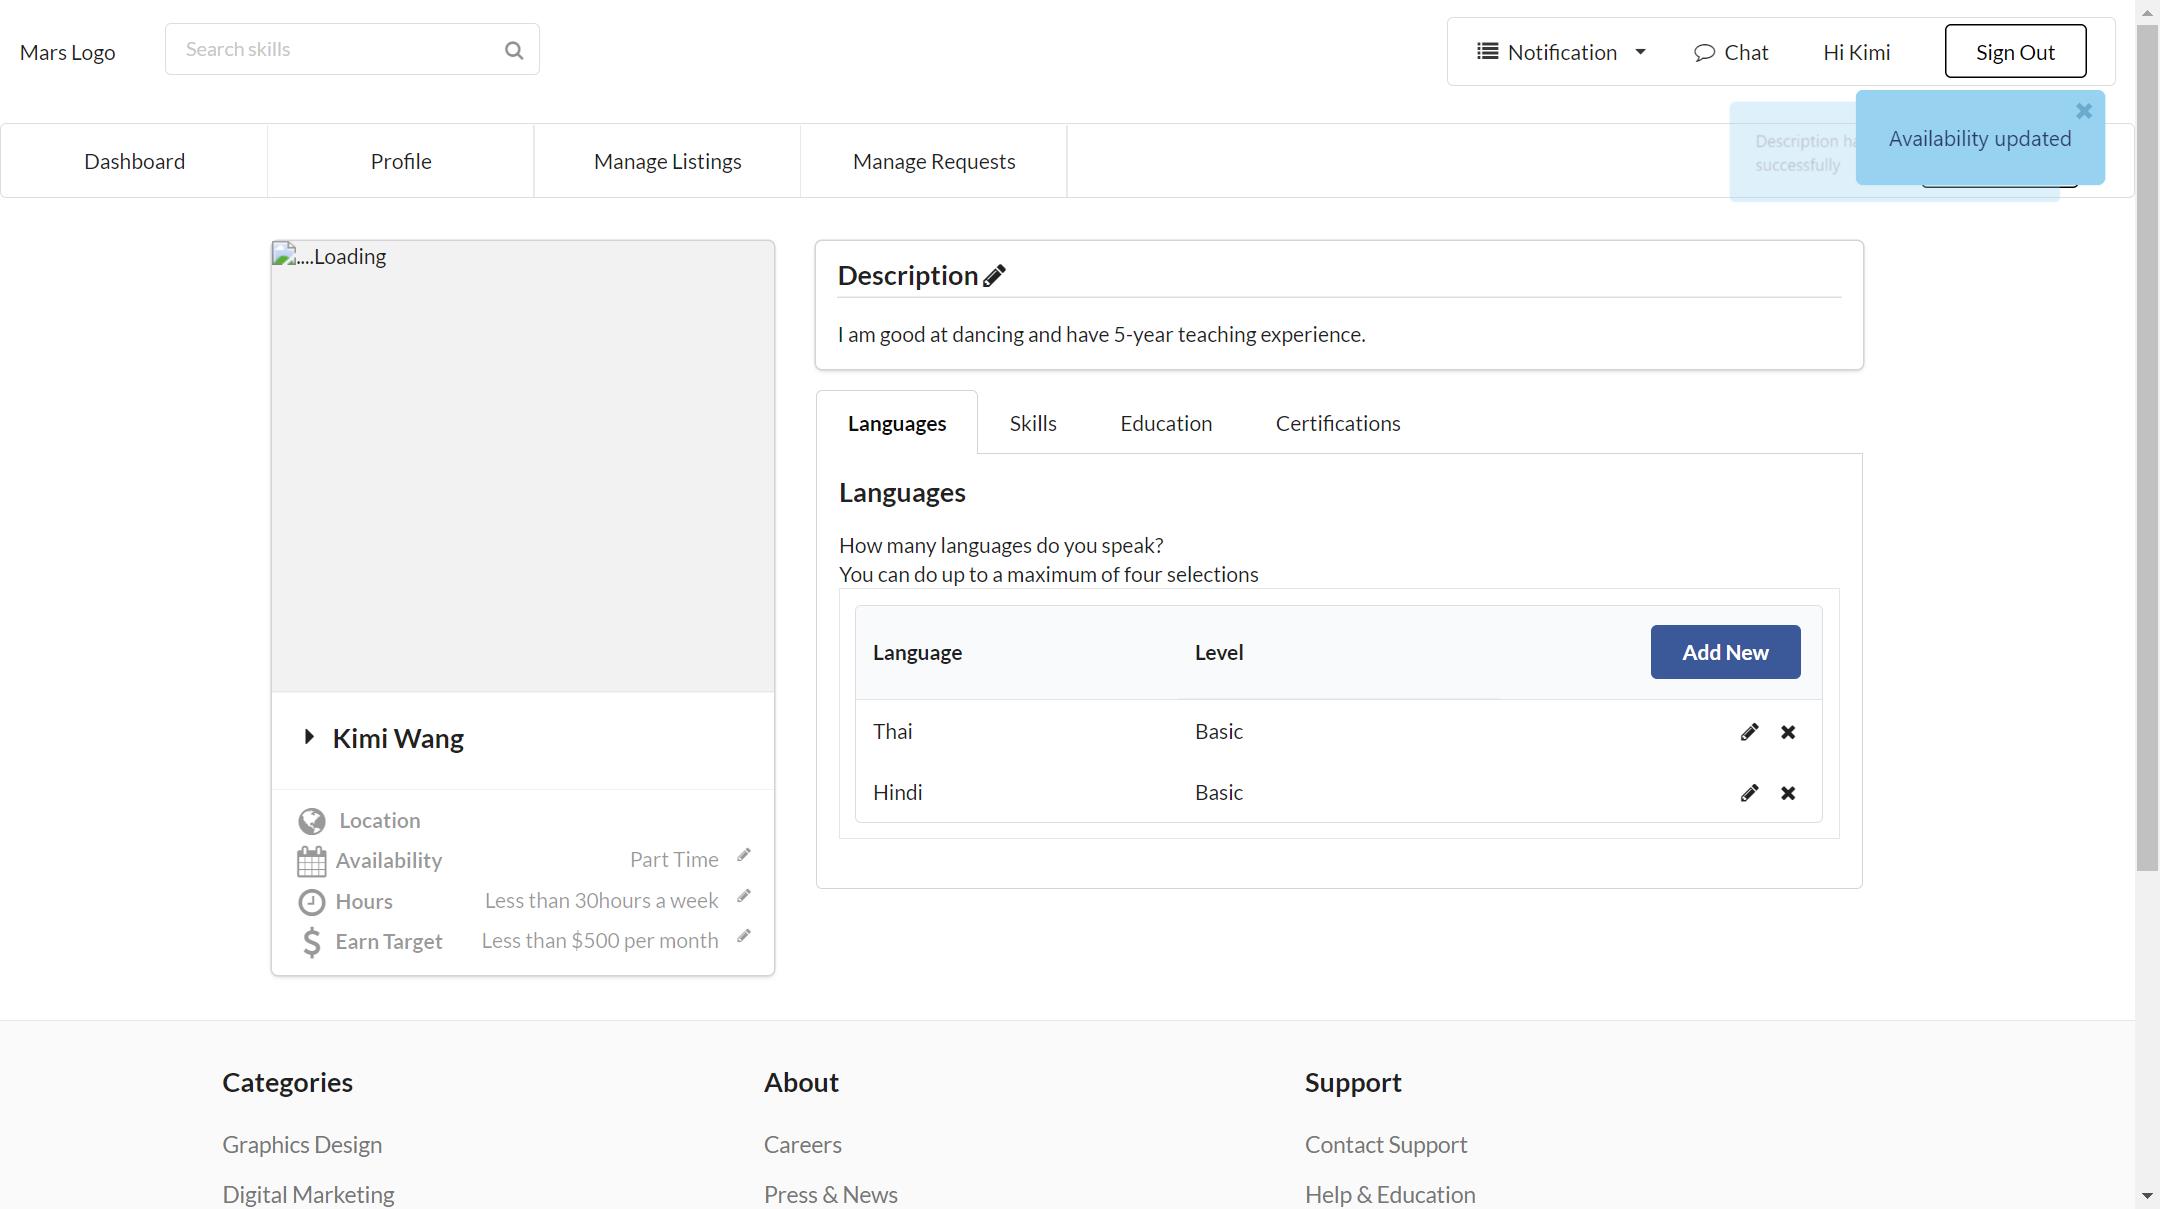 Mars Logo
Search skills
Notification
Chat
Hi Kimi
Sign Out
Dashboard
Profile
Manage Listings
Manage Requests
Description
successfully
Availability updated
....Loading
Description
I am good at dancing and have 5-year teaching experience.
Languages
Skills
Education
Certifications
Languages
How many languages do you speak?
You can do up to a maximum of four selections
Language
Level
Add New
Thai
Basic
Hindi
Basic
Kimi Wang
Location
Availability
Part Time
Hours
Less than 30hours a week
Earn Target
Less than $500 per month
Categories
About
Support
Graphics Design
Careers
Contact Support
Digital Marketing
Press & News
Help & Education